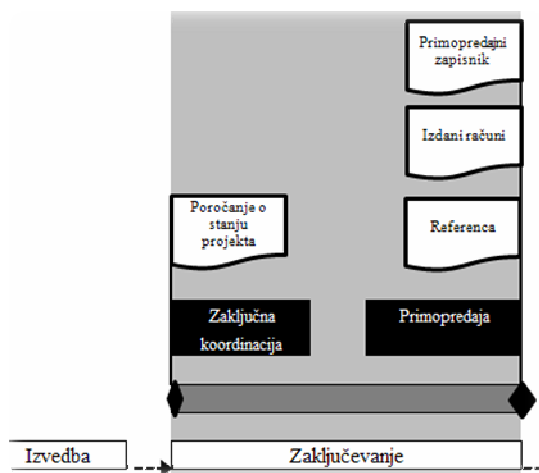 Primopredajni
zapisnik
Izdani računi
Poročanje o
stanju
projekta
Referenca
Zaključna
koordinacija
Primopredaja
Izvedba
Zaključevanje